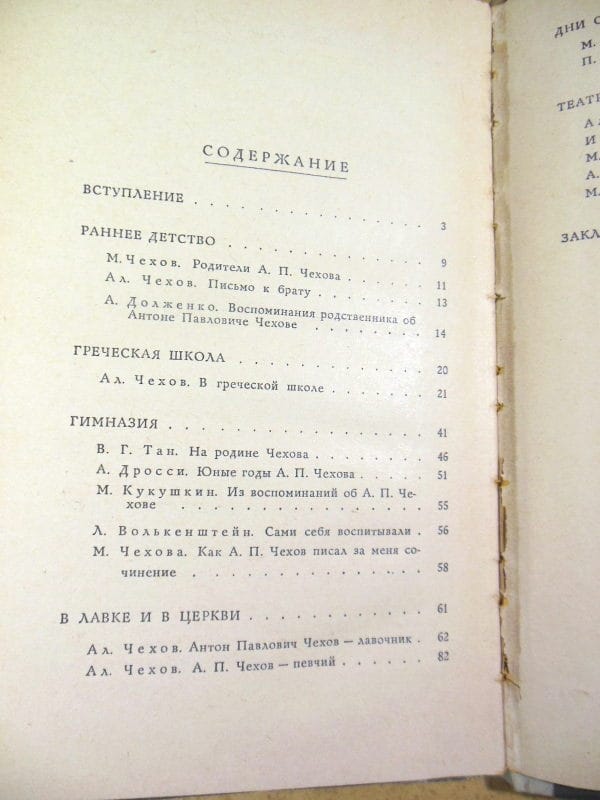 СОДЕРЖАНИЕ
ВСТУПЛЕНИЕ . . . . . . . . . . . 3
РАННЕЕ ДЕТСТВО . . . . . . . . . . 9
М. Чехов. Родители А. П. Чехова . . . . . 11
Ал. Чехов. Письмо к брату . . . . . . 13
А. Долженко. Воспоминания родственника об
Антоне Павловиче Чехове . . . . . . 14
ГРЕЧЕСКАЯ ШКОЛА . . . . . . . . . 20
Ал. Чехов. В греческой школе . . . . . . 21
ГИМНАЗИЯ . . . . . . . . . . . . 41
В. Г. Тан. На родине Чехова . . . . . . 46
А. Дросси. Юные годы А. П. Чехова . . . . 51
М. Кукушкин. Из воспоминаний об А. П. Че-
хове . . . . . . . . . . . . 55
Л. Волькенштейн. Сами себя воспитывали . 56
М. Чехова. Как А. П. Чехов писал за меня со-
чинение . . . . . . . . . . . 58
В ЛАВКЕ И В ЦЕРКВИ . . . . . . . . 61
Ал. Чехов. Антон Павлович Чехов — лавочник . 62
Ал. Чехов. А. П. Чехов — певчий . . . . . 82
ДНИ
М.
П.
ТЕАТ
А
И
М.
А.
М.
ЗАКЛ